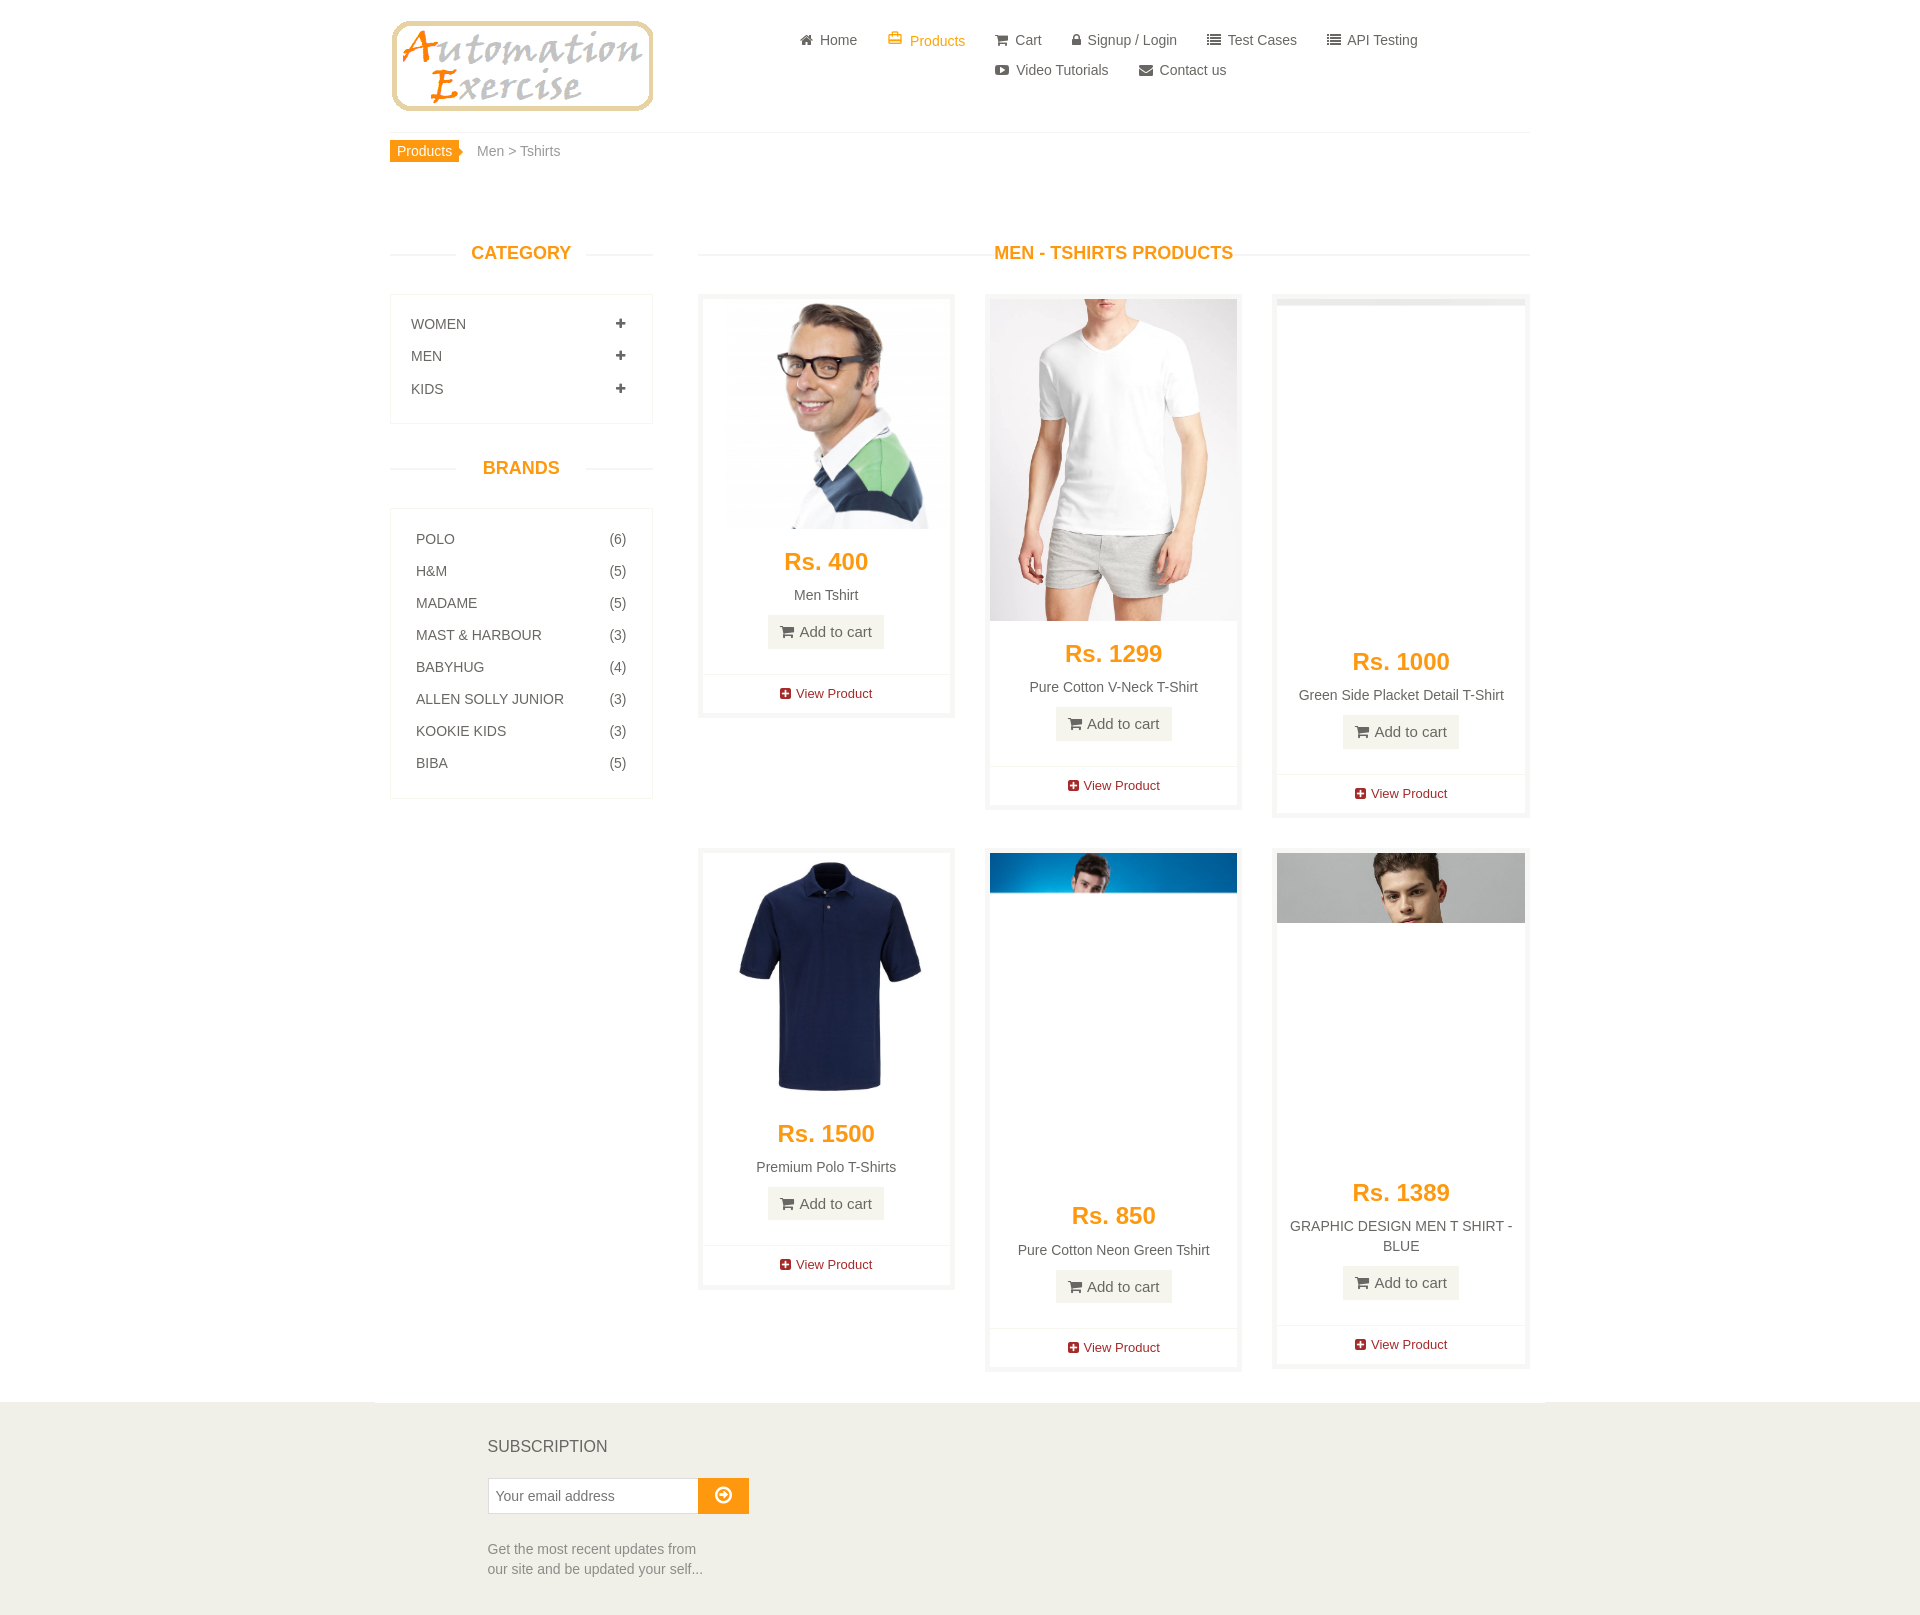 Automation
Exercise
Home
Products
Cart
Signup / Login
Test Cases
API Testing
Video Tutorials
Contact us
Products
Men > Tshirts
CATEGORY
WOMEN
MEN
KIDS
BRANDS
POLO (6)
H&M (5)
MADAME (5)
MAST & HARBOUR (3)
BABYHUG (4)
ALLEN SOLLY JUNIOR (3)
KOOKIE KIDS (3)
BIBA (5)
MEN - TSHIRTS PRODUCTS
Rs. 400
Men Tshirt
Add to cart
View Product
Rs. 1299
Pure Cotton V-Neck T-Shirt
Add to cart
View Product
Rs. 1000
Green Side Placket Detail T-Shirt
Add to cart
View Product
Rs. 1500
Premium Polo T-Shirts
Add to cart
View Product
Rs. 850
Pure Cotton Neon Green Tshirt
Add to cart
View Product
Rs. 1389
GRAPHIC DESIGN MEN T SHIRT -
BLUE
Add to cart
View Product
SUBSCRIPTION
Your email address
Get the most recent updates from
our site and be updated your self...